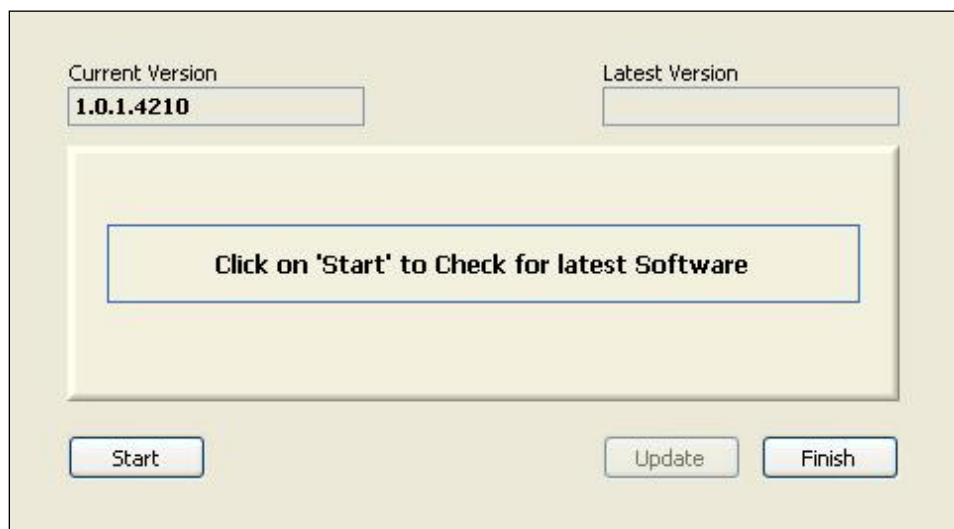 Current Version
Latest Version
1.0.1.4210
Click on 'Start' to Check for latest Software
Start
Update
Finish